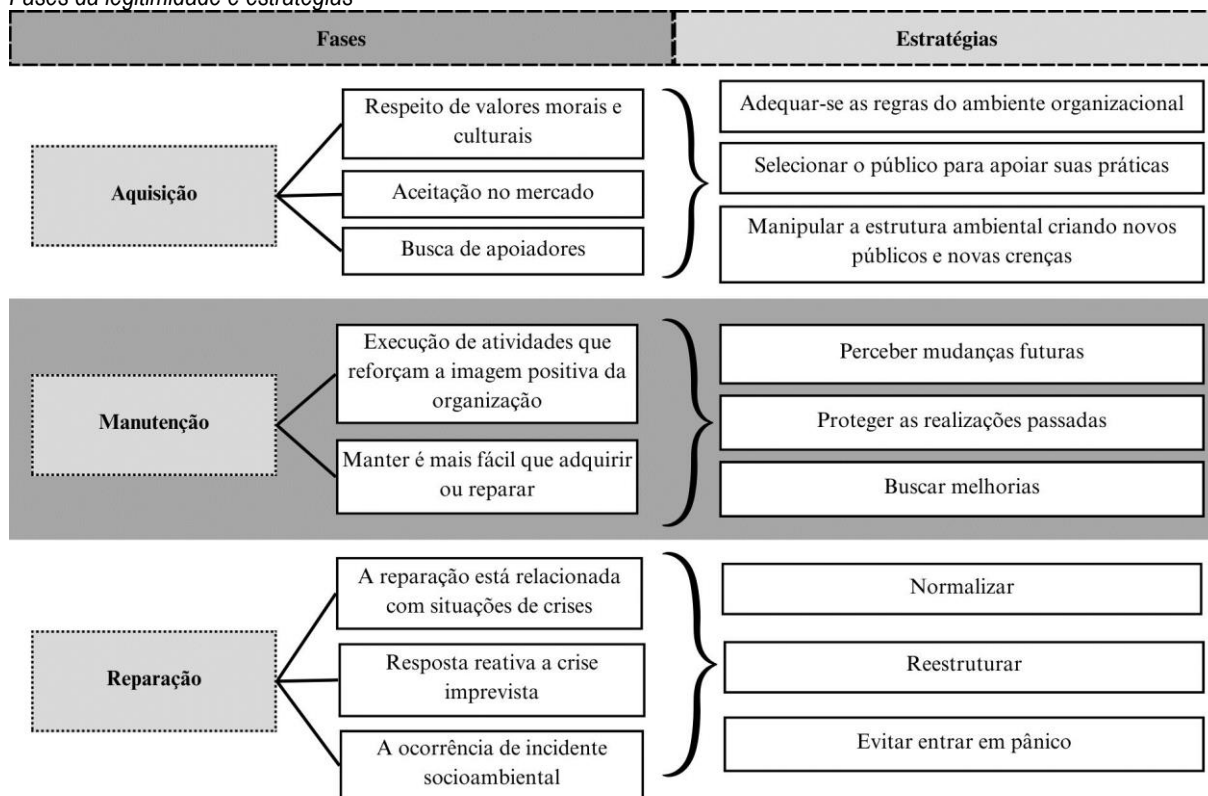 Fases da legitimidade e estratégias
Fases
Estratégias
Aquisição
Respeito de valores morais e
culturais
Aceitação no mercado
Busca de apoiadores
Adequar-se as regras do ambiente organizacional
Selecionar o público para apoiar suas práticas
Manipular a estrutura ambiental criando novos
públicos e novas crenças
Manutenção
Execução de atividades que
reforçam a imagem positiva da
organização
Manter é mais fácil que adquirir
ou reparar
Perceber mudanças futuras
Proteger as realizações passadas
Buscar melhorias
Reparação
A reparação está relacionada
com situações de crises
Resposta reativa a crise
imprevista
A ocorrência de incidente
socioambiental
Normalizar
Reestruturar
Evitar entrar em pânico